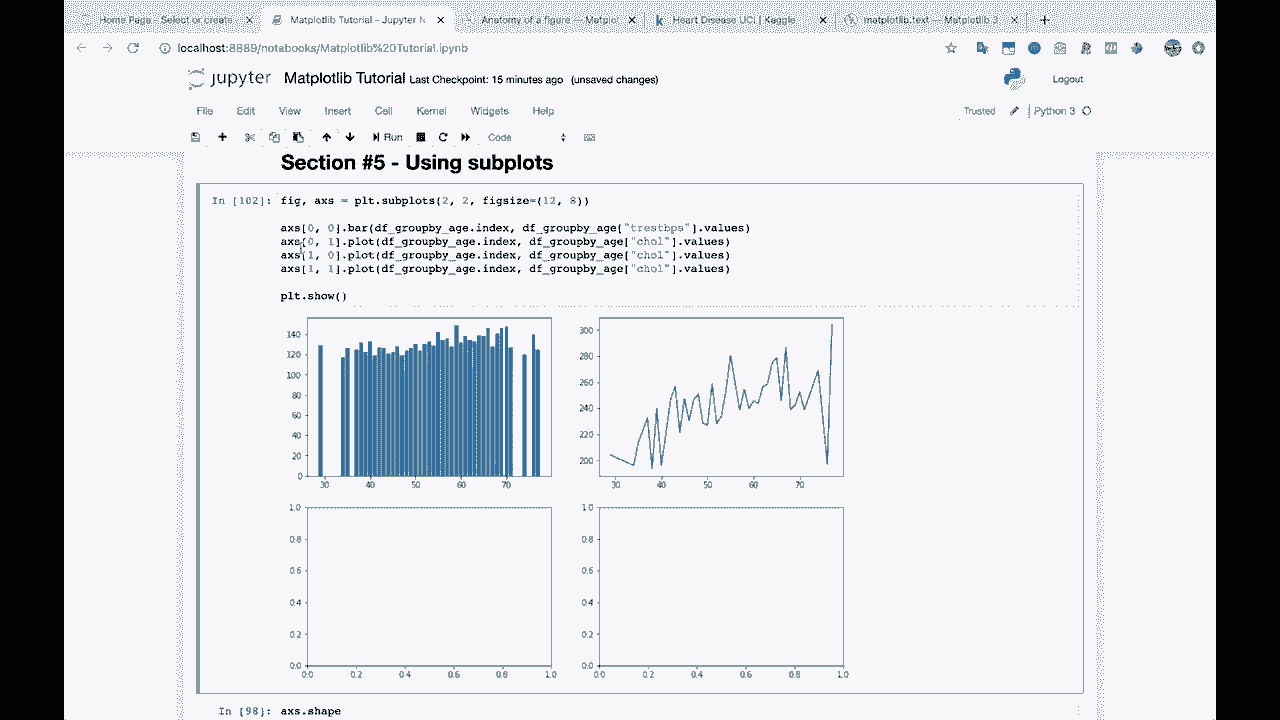 Home Page - Select or create
Matplotlib Tutorial - Jupyter N
Anatomy of a figure — Matplot
Heart Disease UCI | Kaggle
matplotlib.text — Matplotlib 3
localhost:8889/notebooks/Matplotlib%20Tutorial.ipynb
jupyter Matplotlib Tutorial Last Checkpoint: 15 minutes ago (unsaved changes)
Logout
File Edit View Insert Cell Kernel Widgets Help
Trusted Python 3
Run Code
Section #5 - Using subplots
In [102]: fig, axs = plt.subplots(2, 2, figsize=(12, 8))
axs[0, 0].bar(df_groupby_age.index, df_groupby_age["trestbps"].values)
axs[0, 1].plot(df_groupby_age.index, df_groupby_age["chol"].values)
axs[1, 0].plot(df_groupby_age.index, df_groupby_age["chol"].values)
axs[1, 1].plot(df_groupby_age.index, df_groupby_age["chol"].values)
plt.show()
140
120
100
80
60
40
20
0
30 40 50 60 70
300
280
260
240
220
200
30 40 50 60 70
1.0
0.8
0.6
0.4
0.2
0.0
0.0 0.2 0.4 0.6 0.8 1.0
1.0
0.8
0.6
0.4
0.2
0.0
0.0 0.2 0.4 0.6 0.8 1.0
In [98]: axs.shape